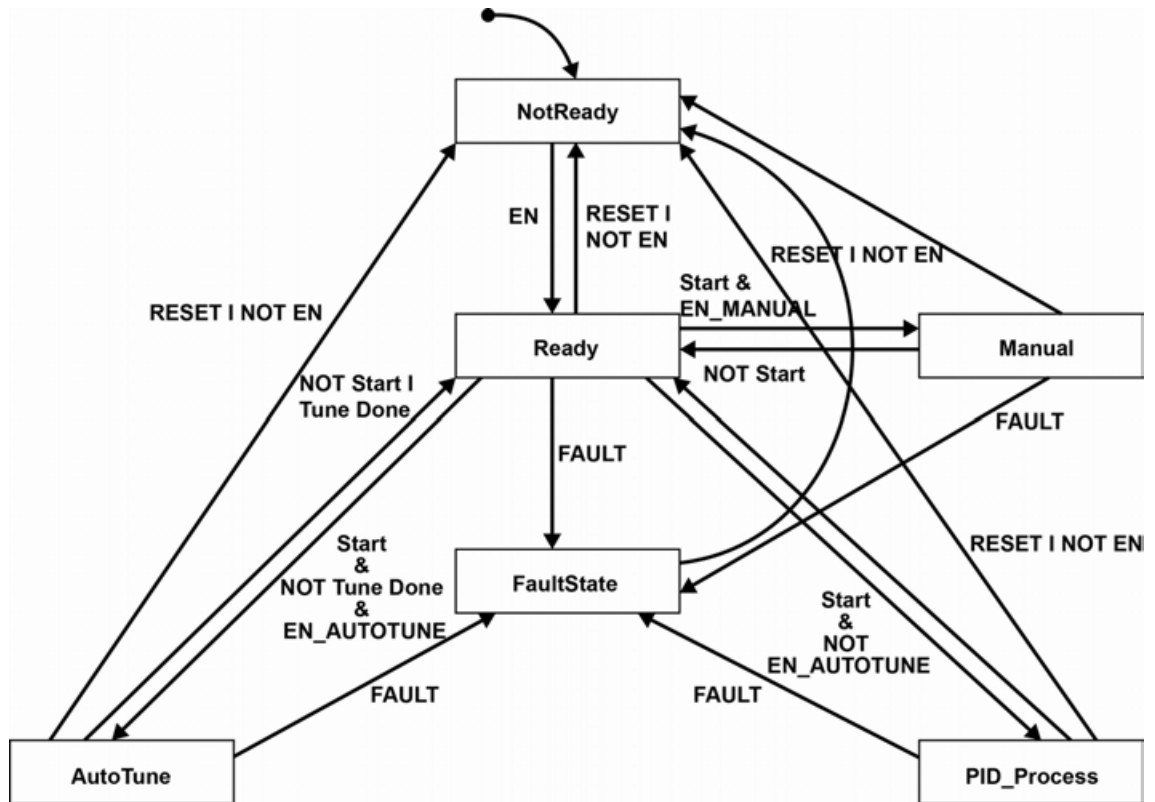 NotReady
EN
RESET I
NOT EN
RESET I NOT EN
Start &
EN_MANUAL
RESET I NOT EN
Ready
Manual
NOT Start
NOT Start I
Tune Done
FAULT
FAULT
Start
&
NOT Tune Done
&
EN_AUTOTUNE
FaultState
RESET I NOT EN
Start
&
NOT
EN_AUTOTUNE
FAULT
FAULT
AutoTune
PID_Process